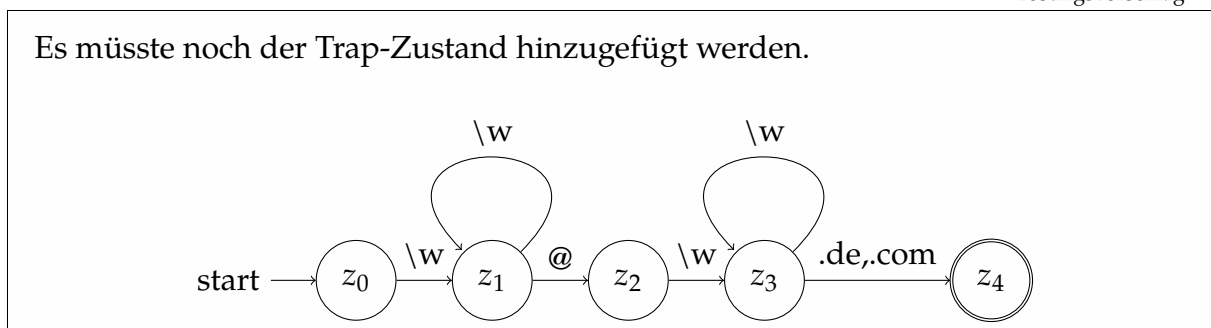 Es müsste noch der Trap-Zustand hinzugefügt werden.
\w \w
start z0 \w z1 @ z2 \w z3 .de,.com z4